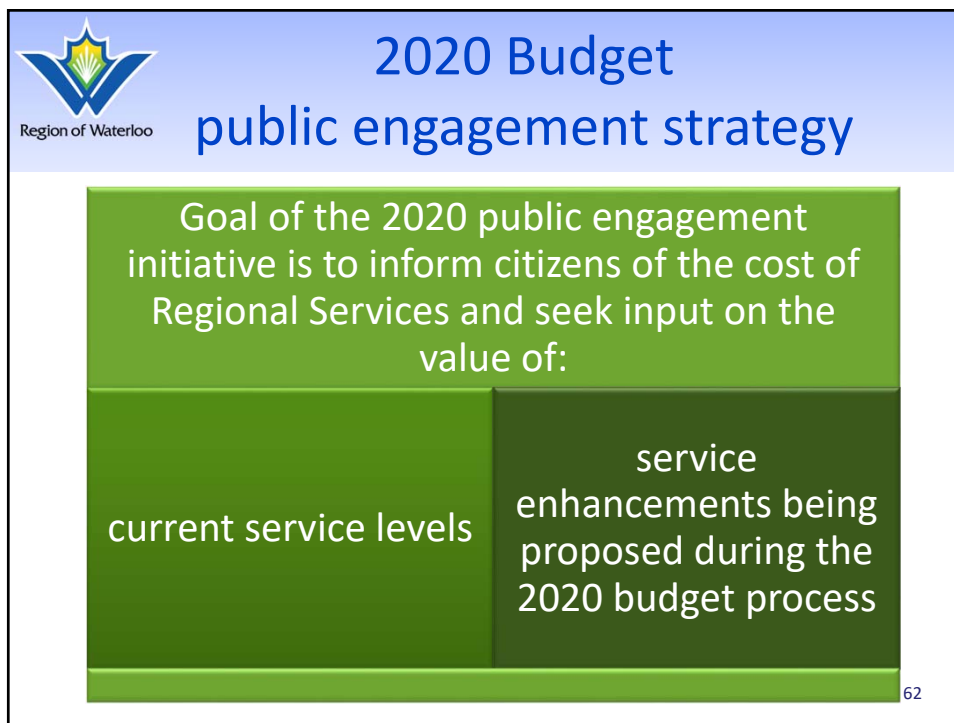 Region of Waterloo
2020 Budget
public engagement strategy
Goal of the 2020 public engagement
initiative is to inform citizens of the cost of
Regional Services and seek input on the
value of:
current service levels
service
enhancements being
proposed during the
2020 budget process
62